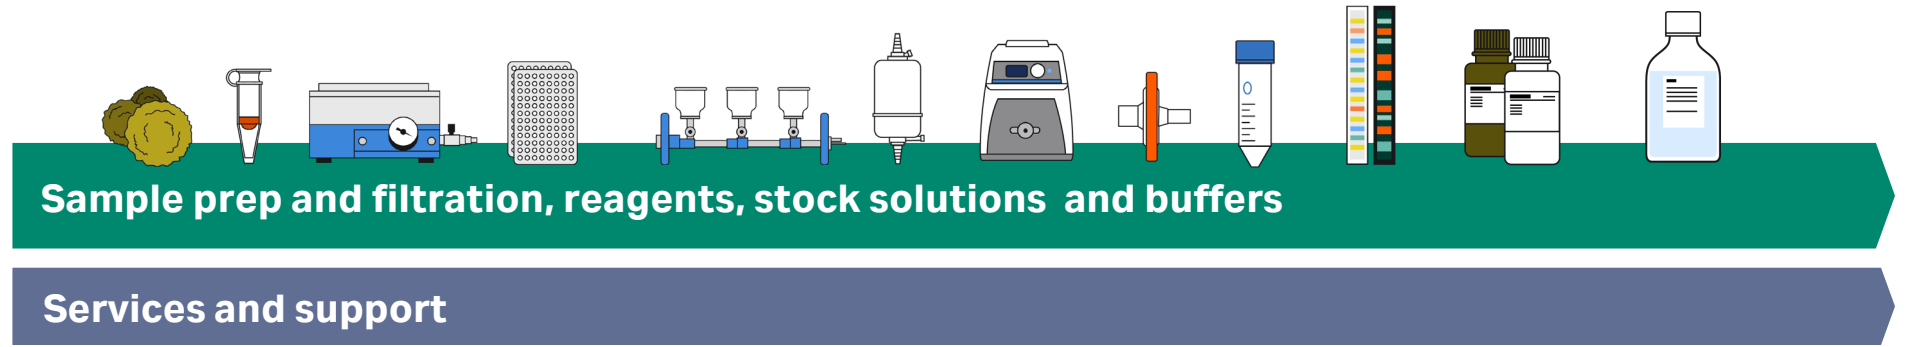 Sample prep and filtration, reagents, stock solutions  and buffers
Services and support